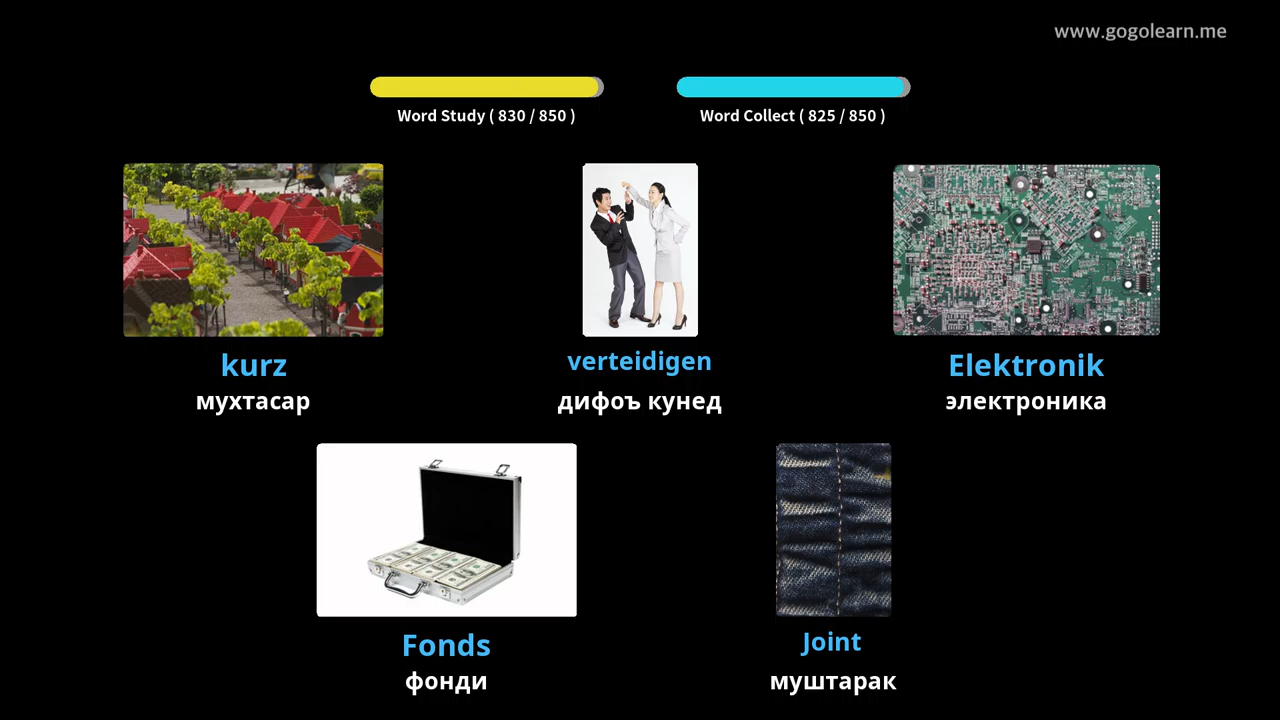 www.gogolearn.me
Word Study ( 830 / 850 )
Word Collect ( 825 / 850 )
kurz
мухтасар
verteidigen
дифоъ кунед
Elektronik
электроника
Fonds
фонди
Joint
муштарак